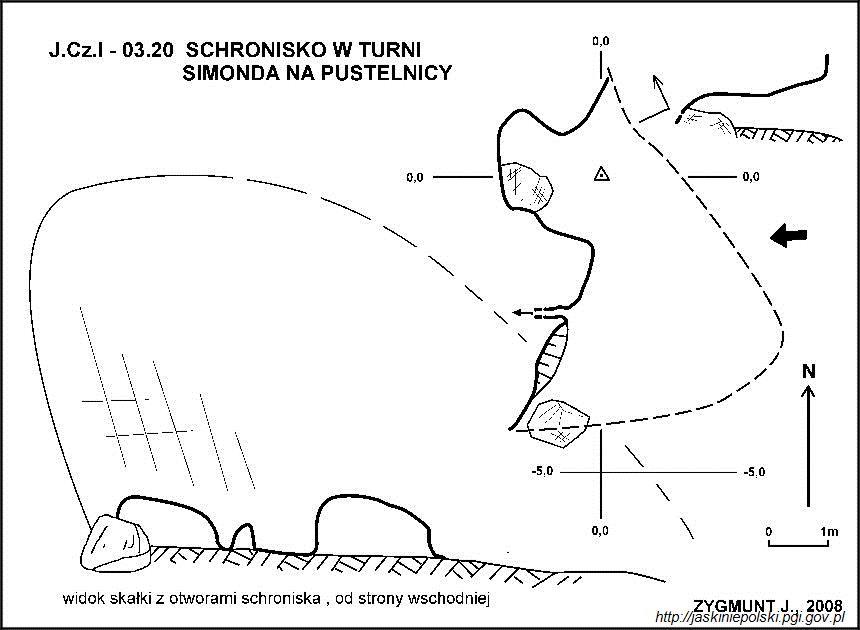 J.Cz.I - 03.20 SCHRONISKO W TURNI
SIMONDA NA PUSTELNICY
0,0
0,0
0,0
N
-5,0
-5,0
0,0
0
1m
widok skałki z otworami schroniska , od strony wschodniej
ZYGMUNT J., 2008
http://jaskiniepolski.pgi.gov.pl